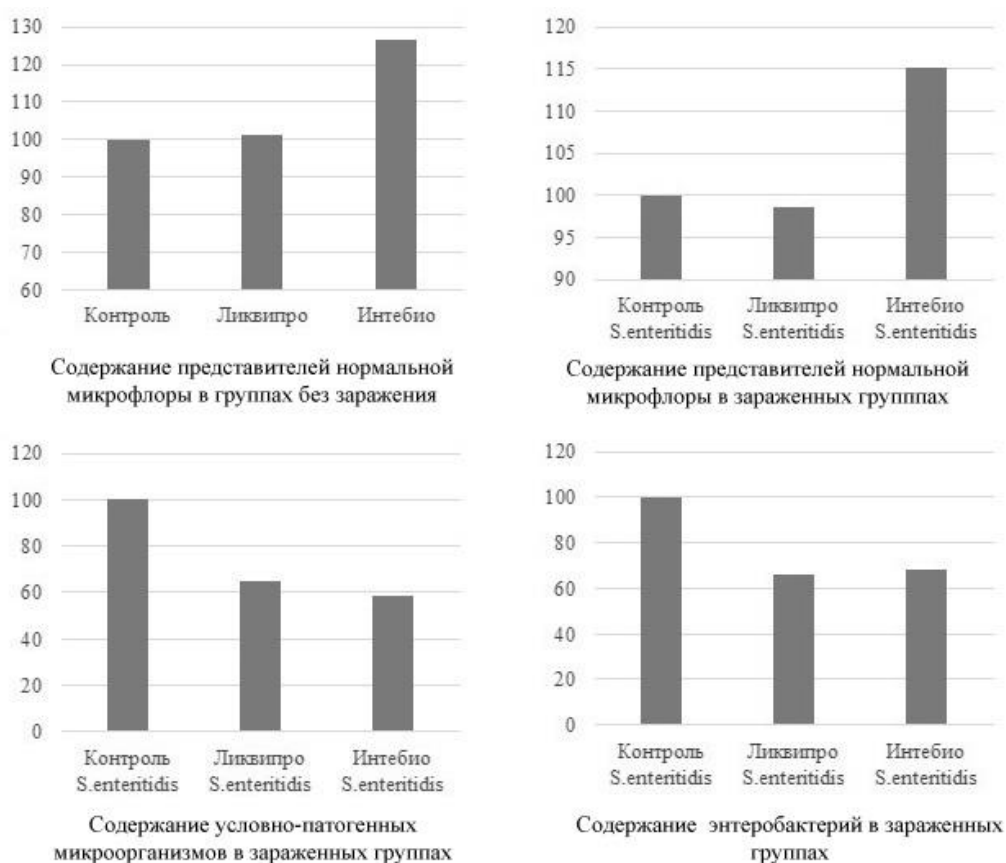 130
120
110
100
90
80
70
60
Контроль Ликвипро Интебио
Содержание представителей нормальной
микрофлоры в группах без заражения
120
115
110
105
100
95
90
Контроль Ликвипро Интебио
S.enteritidis S.enteritidis S.enteritidis
Содержание представителей нормальной
микрофлоры в зараженных групппах
120
100
80
60
40
20
0
Контроль Ликвипро Интебио
S.enteritidis S.enteritidis S.enteritidis
Содержание условно-патогенных
микроорганизмов в зараженных группах
120
100
80
60
40
20
0
Контроль Ликвипро Интебио
S.enteritidis S.enteritidis S.enteritidis
Содержание энтеробактерий в зараженных
группах